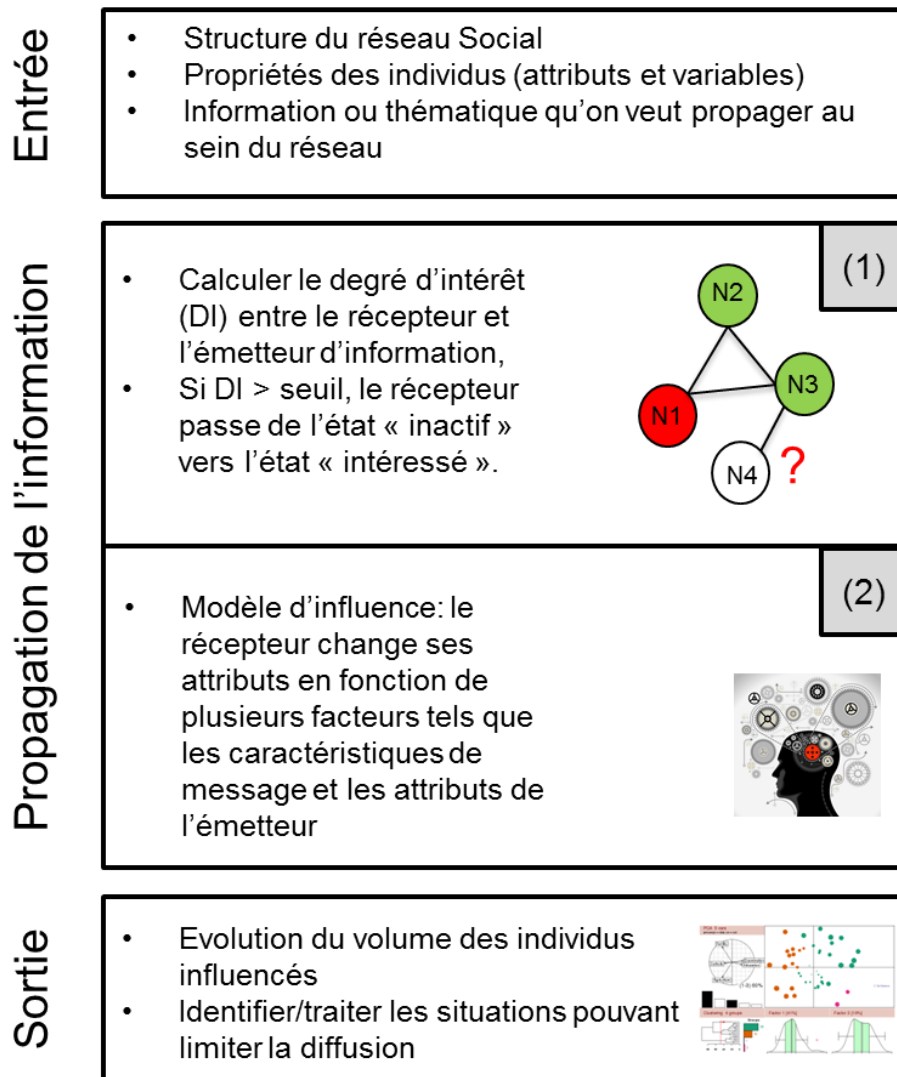 Entrée
• Structure du réseau Social
• Propriétés des individus (attributs et variables)
• Information ou thématique qu’on veut propager au
sein du réseau
Propagation de l’information
(1)
• Calculer le degré d’intérêt
(DI) entre le récepteur et
l’émetteur d’information,
• Si DI > seuil, le récepteur
passe de l’état « inactif »
vers l’état « intéressé ».
N2
N3
N1
N4 ?
(2)
• Modèle d’influence: le
récepteur change ses
attributs en fonction de
plusieurs facteurs tels que
les caractéristiques de
message et les attributs de
l’émetteur
Sortie
• Evolution du volume des individus
influencés
• Identifier/traiter les situations pouvant
limiter la diffusion